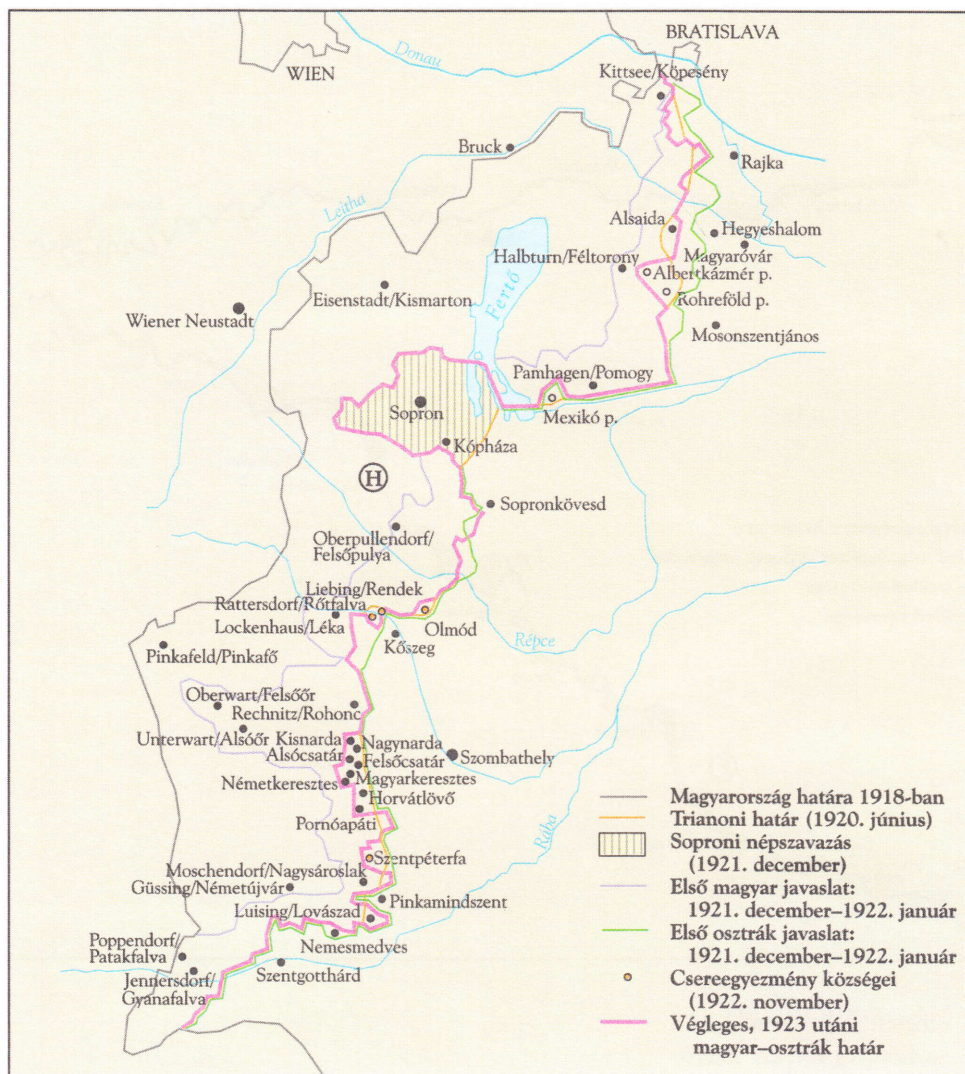 BRATISLAVA
WIEN
Donau
Kittsee/Köpcsény
Bruck
Rajka
Leitha
Alsaida
Hegyeshalom
Halbturn/Féltorony
Magyaróvár
Albertkázmér p.
Eisenstadt/Kismarton
Fertő
Rohreföld p.
Wiener Neustadt
Mosonszentjános
Pamhagen/Pomogy
Sopron
Mexikó p.
Kópháza
H
Sopronkövesd
Oberpullendorf/
Felsőpulya
Liebing/Rendek
Rattersdorf/Rőtfalva
Lockenhaus/Léka
Olmód
Kőszeg
Répce
Pinkafeld/Pinkafő
Oberwart/Felsőőr
Rechnitz/Rohonc
Unterwart/Alsóőr
Kisnarda
Nagynarda
Alsócsatár
Felsőcsatár
Szombathely
Németkeresztes
Magyarkeresztes
Horvátlövő
Pornóapáti
Rába
Szentpéterfa
Moschendorf/Nagysároslak
Güssing/Németújvár
Pinkamindszent
Luising/Lovászad
Nemesmedves
Poppendorf/
Patakfalva
Szentgotthárd
Jennersdorf/
Gyanafalva
Magyarország határa 1918-ban
Trianoni határ (1920. június)
Soproni népszavazás
(1921. december)
Első magyar javaslat:
1921. december–1922. január
Első osztrák javaslat:
1921. december–1922. január
Csereegyezmény községei
(1922. november)
Végleges, 1923 utáni
magyar–osztrák határ